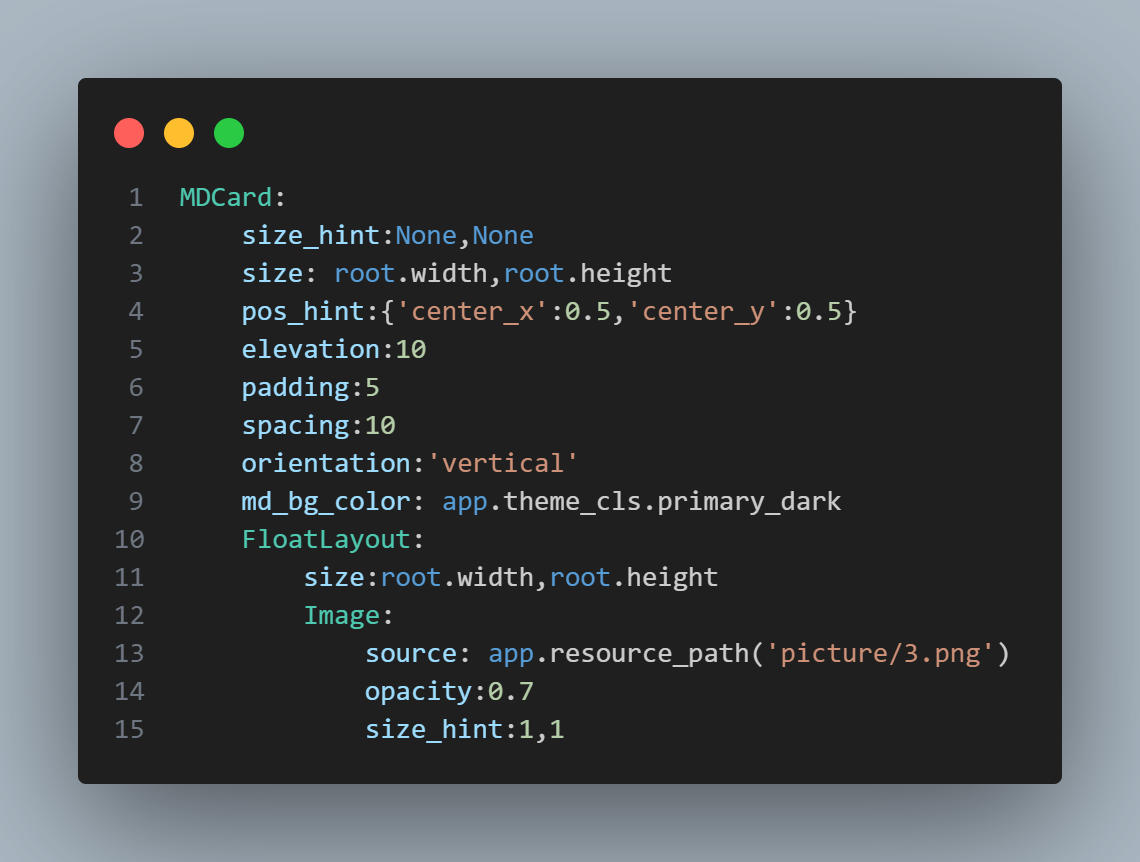 1 MDCard:
2     size_hint:None,None
3     size: root.width,root.height
4     pos_hint:{'center_x':0.5,'center_y':0.5}
5     elevation:10
6     padding:5
7     spacing:10
8     orientation:'vertical'
9     md_bg_color: app.theme_cls.primary_dark
10     FloatLayout:
11         size:root.width,root.height
12         Image:
13             source: app.resource_path('picture/3.png')
14             opacity:0.7
15             size_hint:1,1